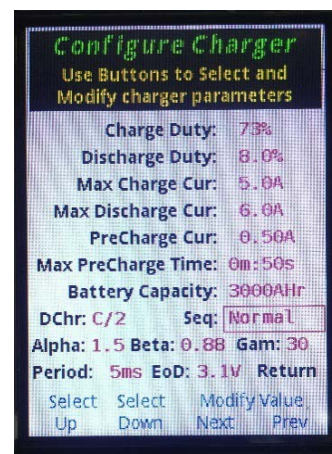 Configure Charger
Use Buttons to Select and
Modify charger parameters
Charge Duty: 73%
Discharge Duty: 8.0%
Max Charge Cur: 5.0A
Max Discharge Cur: 6.0A
PreCharge Cur: 0.50A
Max PreCharge Time: 0m:50s
Battery Capacity: 3000AHr
DChr: C/2 Seq: Normal
Alpha: 1.5 Beta: 0.88 Gam: 30
Period: 5ms EoD: 3.1V Return
Select Select Modify Value
Up Down Next Prev